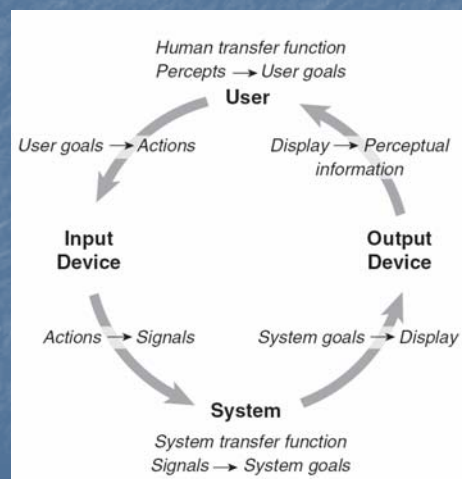 Human transfer function
Percepts → User goals
User
User goals → Actions
Display → Perceptual
information
Input
Device
Output
Device
Actions → Signals
System goals → Display
System
System transfer function
Signals → System goals